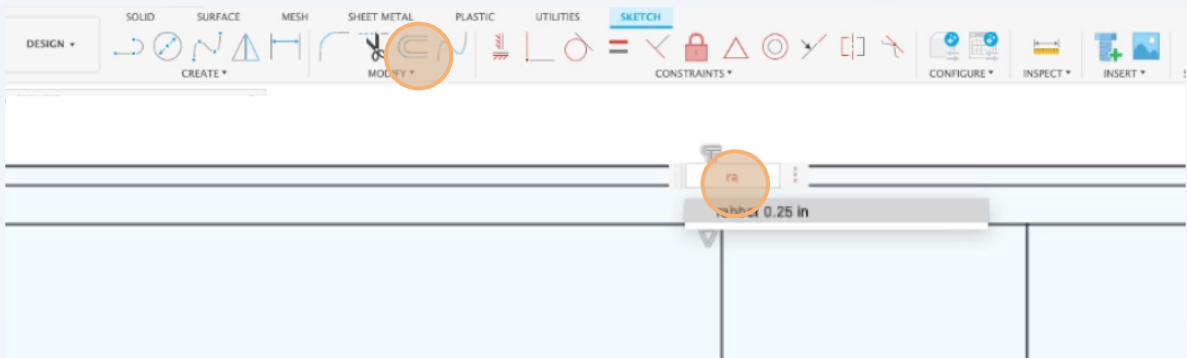 SOLID SURFACE MESH SHEET METAL PLASTIC UTILITIES SKETCH
DESIGN ▾
CREATE ▾ MODIFY ▾ CONSTRAINTS ▾ CONFIGURE ▾ INSPECT ▾ INSERT ▾
ra
0.25 in